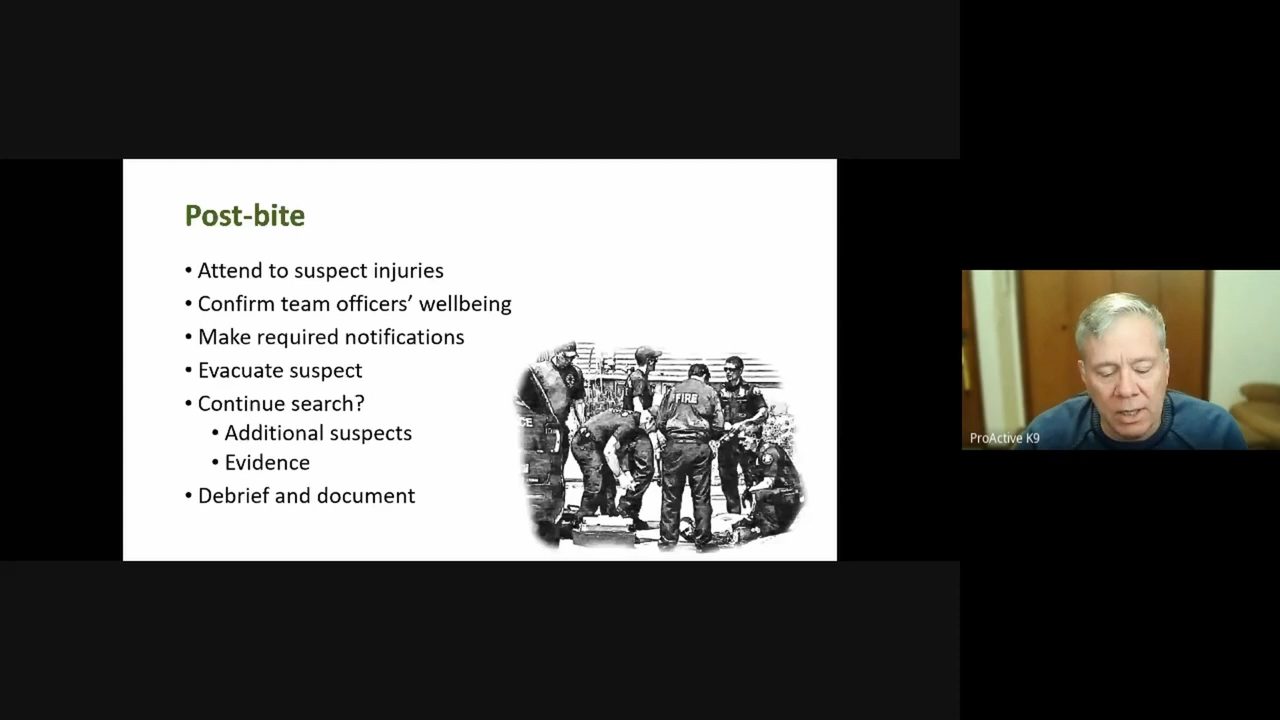 Post-bite
• Attend to suspect injuries
• Confirm team officers’ wellbeing
• Make required notifications
• Evacuate suspect
• Continue search?
• Additional suspects
• Evidence
• Debrief and document
FIRE
CE
ProActive K9